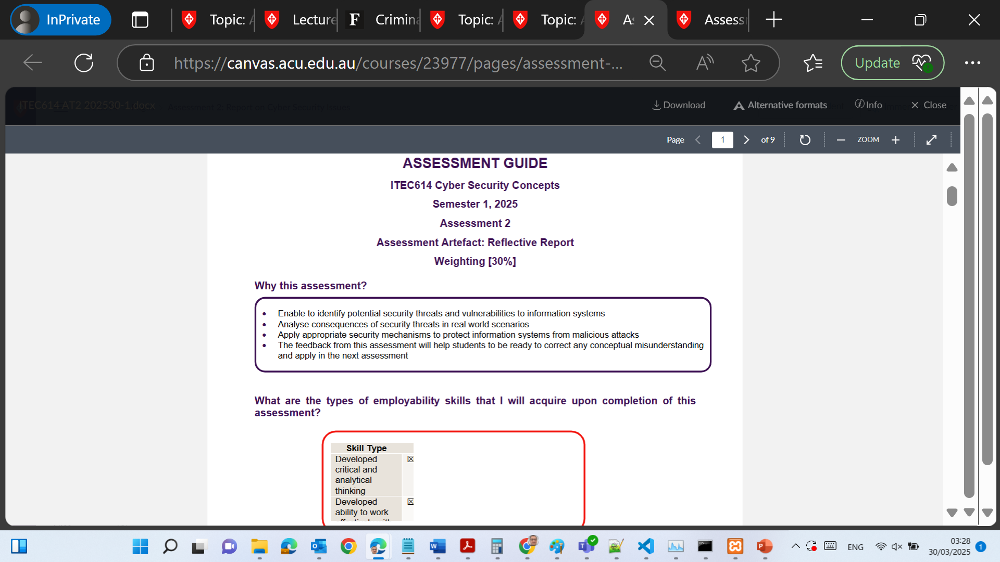 InPrivate
Topic:
Lecture
Crimina
Topic:
Topic:
Assess
https://canvas.acu.edu.au/courses/23977/pages/assessment-...
Update
ITEC614 AT2 202530-1.docx
Assessment 2: Report on Cyber Security Issues
Download
Alternative formats
Info
Close
Page 1 of 9
ZOOM
ASSESSMENT GUIDE
ITEC614 Cyber Security Concepts
Semester 1, 2025
Assessment 2
Assessment Artefact: Reflective Report
Weighting [30%]
Why this assessment?
• Enable to identify potential security threats and vulnerabilities to information systems
• Analyse consequences of security threats in real world scenarios
• Apply appropriate security mechanisms to protect information systems from malicious attacks
• The feedback from this assessment will help students to be ready to correct any conceptual misunderstanding
and apply in the next assessment
What are the types of employability skills that I will acquire upon completion of this
assessment?
Skill Type
Developed ☒
critical and
analytical
thinking
Developed ☒
ability to work
ENG
03:28
30/03/2025
1